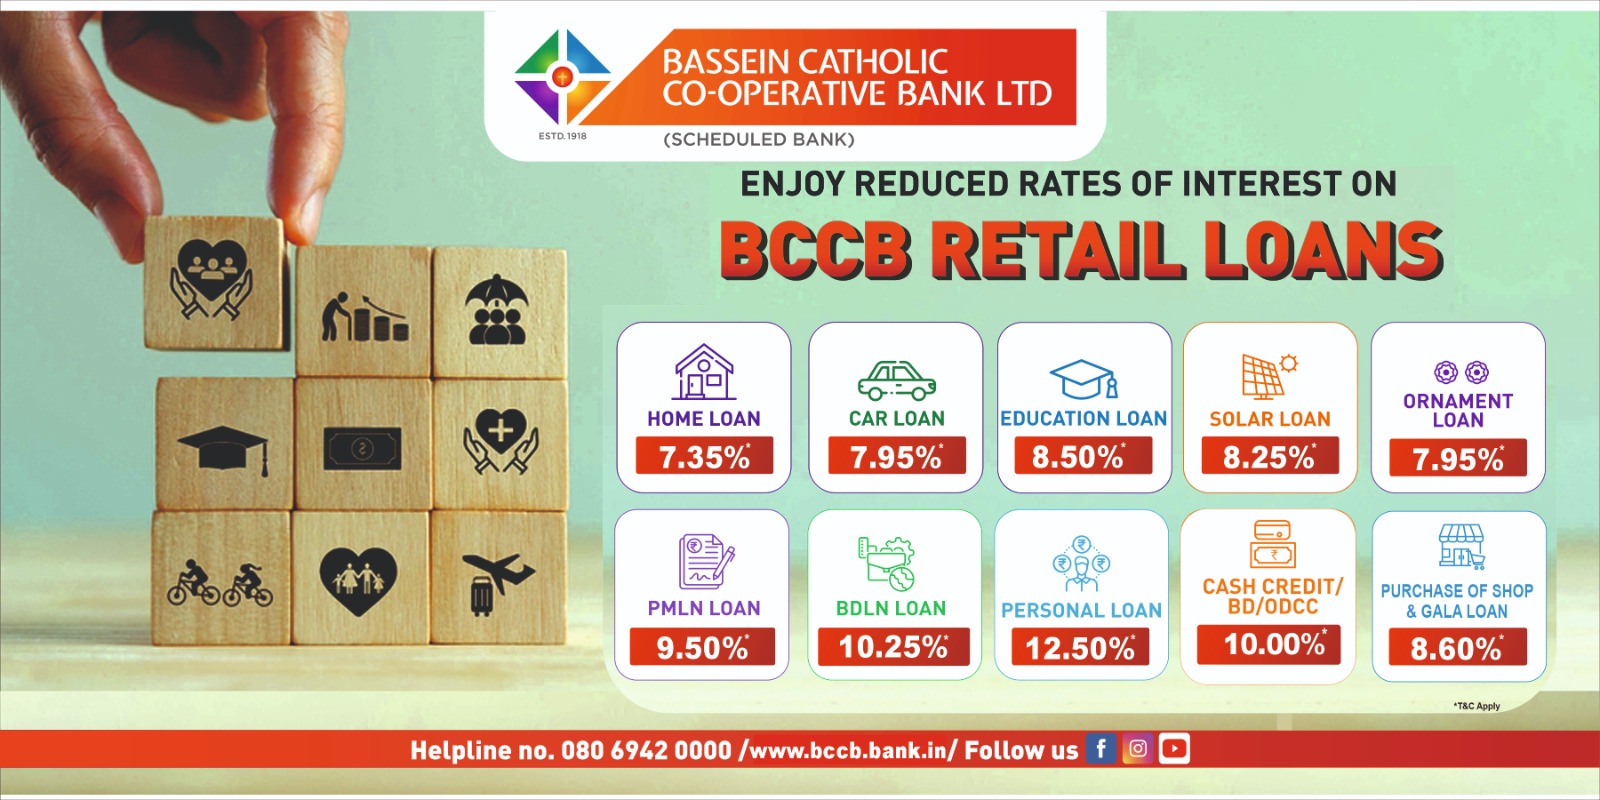 BASSEIN CATHOLIC
CO-OPERATIVE BANK LTD
ESTD.1918
(SCHEDULED BANK)
ENJOY REDUCED RATES OF INTEREST ON
BCCB RETAIL LOANS
HOME LOAN
7.35%*
CAR LOAN
7.95%*
EDUCATION LOAN
8.50%*
SOLAR LOAN
8.25%*
ORNAMENT
LOAN
7.95%*
PMLN LOAN
9.50%*
BDLN LOAN
10.25%*
PERSONAL LOAN
12.50%*
CASH CREDIT/
BD/ODCC
10.00%*
PURCHASE OF SHOP
& GALA LOAN
8.60%*
*T&C Apply
Helpline no. 080 6942 0000 /www.bccb.bank.in/ Follow us